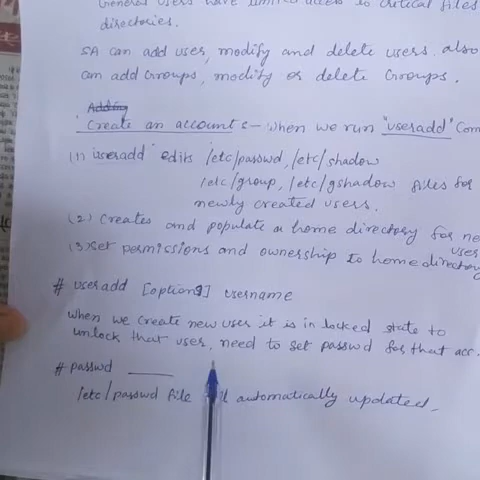 General users have limited access to critical files
directories.
SA can add user, modify and delete users. also
can add Groups, modify or delete Groups.
Adding
Create an account :- When we run "useradd" Com
(1) useradd edits /etc/passwd, /etc/shadow
/etc/group, /etc/gshadow files for
newly created users.
(2) Creates and populate a home directory for ne
user
(3) Set permissions and ownership to home directory
# useradd [options] username
When we create new user it is in locked state to
unlock that user, need to set passwd for that acc.
# passwd ____
/etc/passwd file automatically updated.